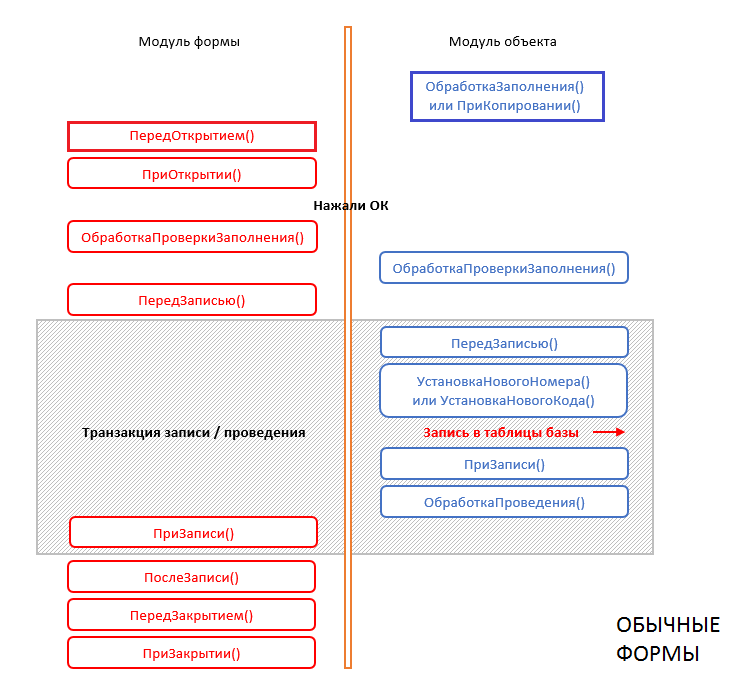 Модуль формы
Модуль объекта
ОбработкаЗаполнения()
или ПриКопировании()
ПередОткрытием()
ПриОткрытии()
Нажали ОК
ОбработкаПроверкиЗаполнения()
ОбработкаПроверкиЗаполнения()
ПередЗаписью()
ПередЗаписью()
УстановкаНовогоНомера()
или УстановкаНовогоКода()
Транзакция записи / проведения
Запись в таблицы базы
ПриЗаписи()
ОбработкаПроведения()
ПриЗаписи()
ПослеЗаписи()
ПередЗакрытием()
ПриЗакрытии()
ОБЫЧНЫЕ
ФОРМЫ